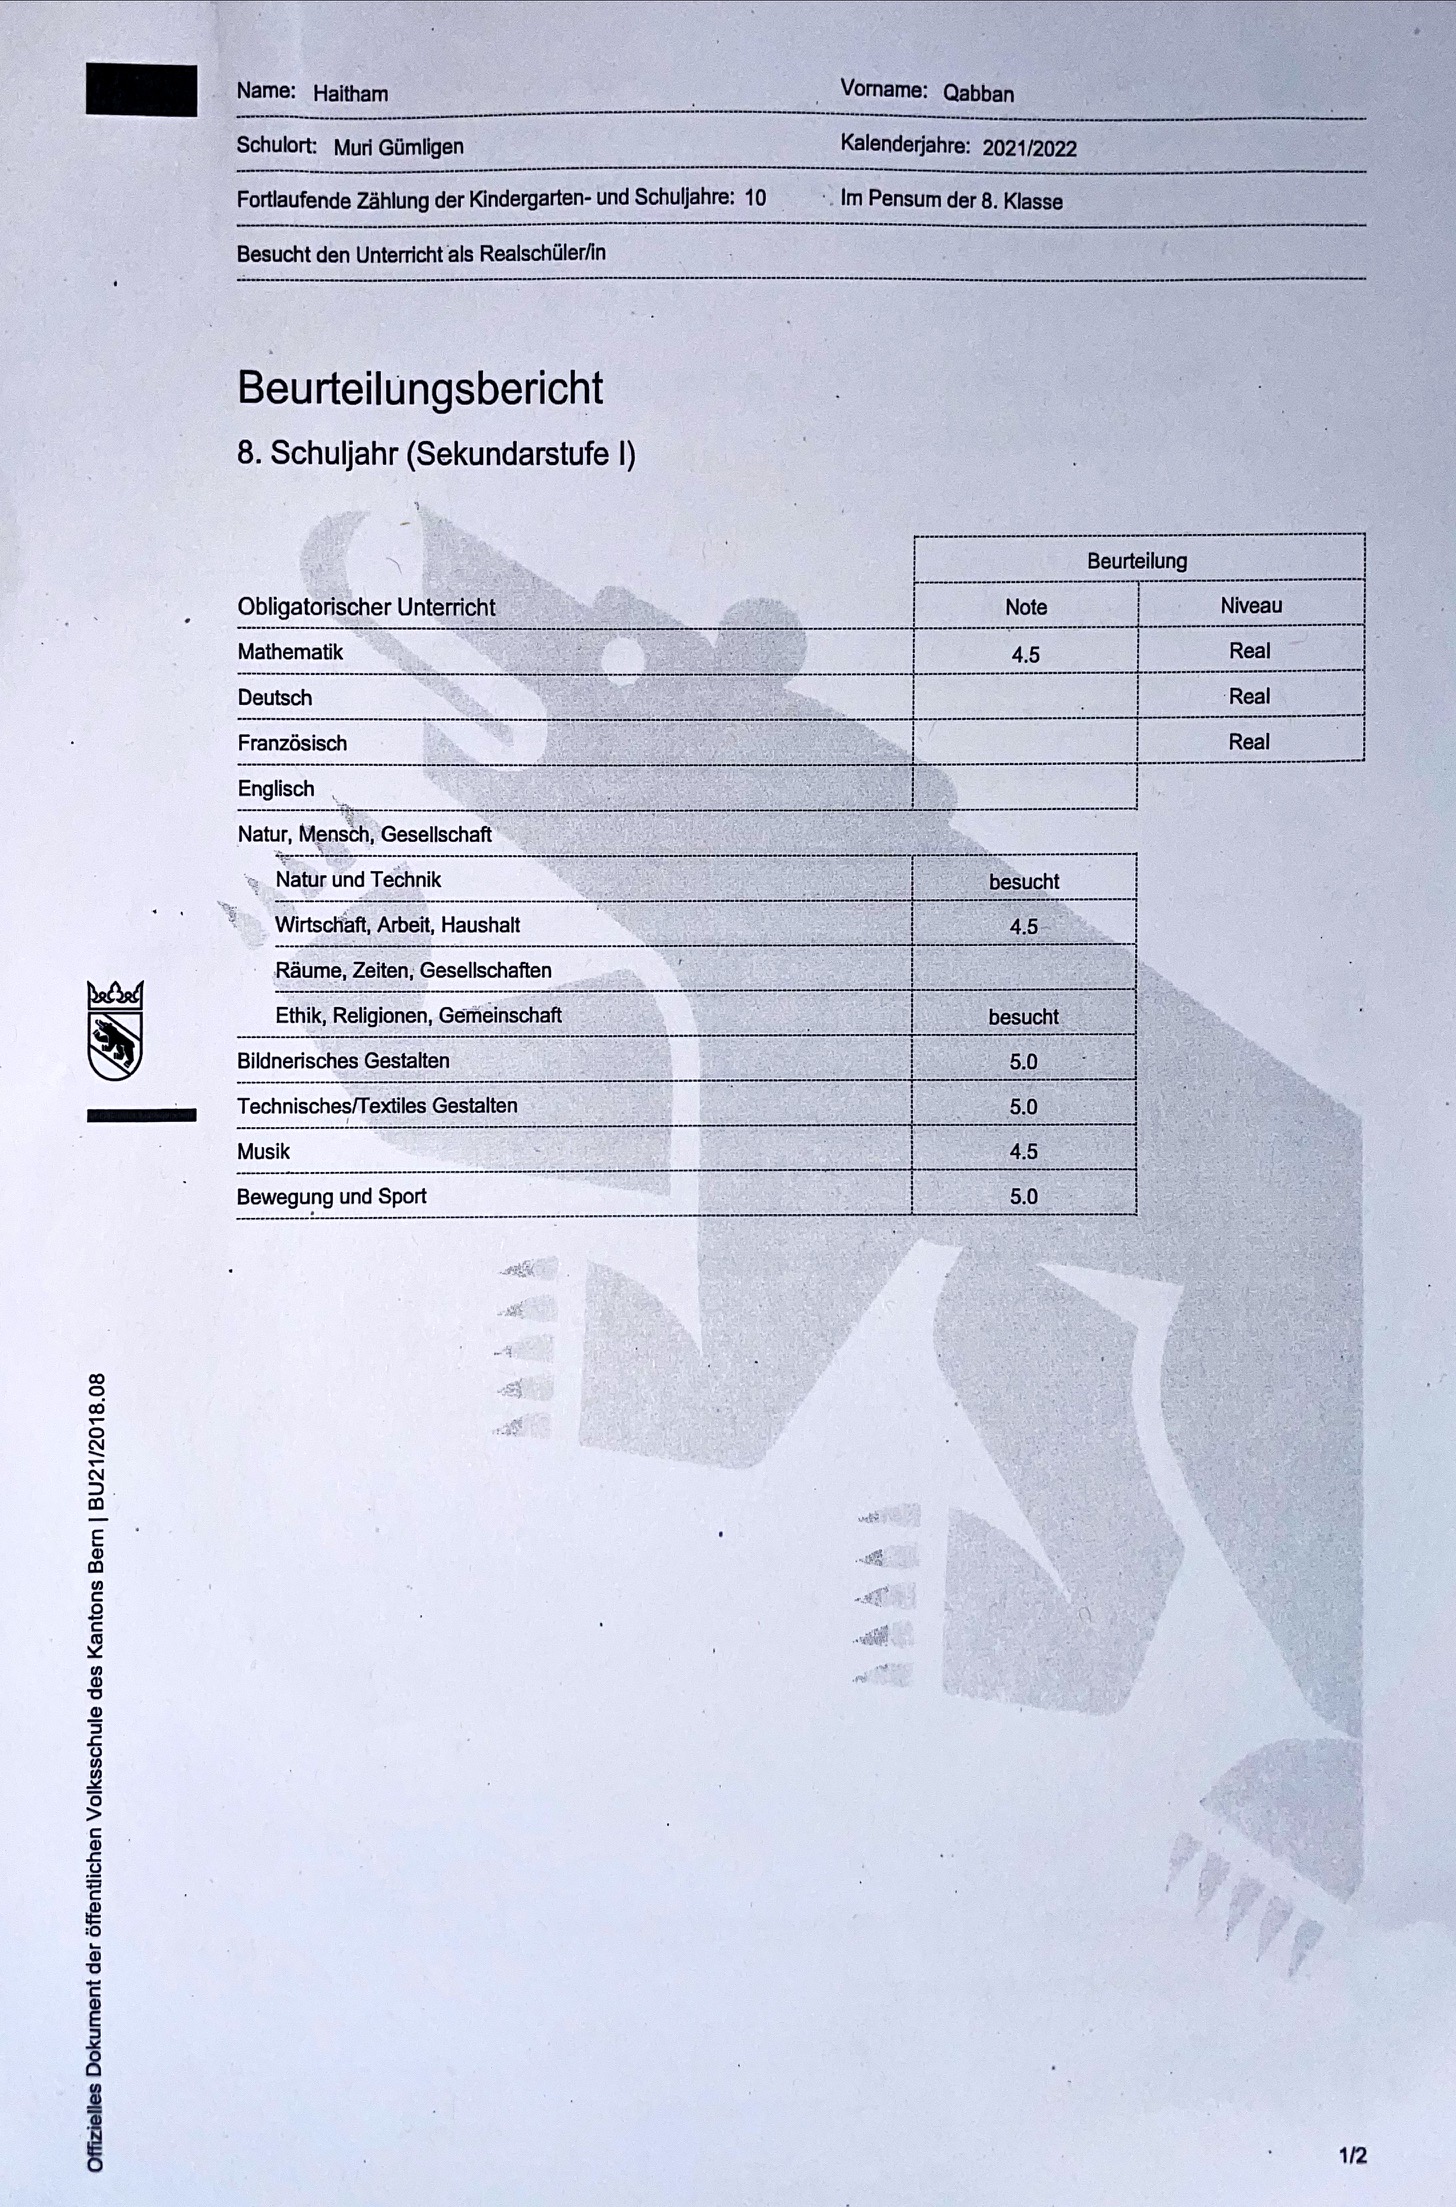 Name: Haitham Vorname: Qabban
Schulort: Muri Gümligen Kalenderjahre: 2021/2022
Fortlaufende Zählung der Kindergarten- und Schuljahre: 10 Im Pensum der 8. Klasse
Besucht den Unterricht als Realschüler/in
Beurteilungsbericht
8. Schuljahr (Sekundarstufe I)
Beurteilung
Obligatorischer Unterricht Note Niveau
Mathematik 4.5 Real
Deutsch Real
Französisch Real
Englisch
Natur, Mensch, Gesellschaft
Natur und Technik besucht
Wirtschaft, Arbeit, Haushalt 4.5
Räume, Zeiten, Gesellschaften
Ethik, Religionen, Gemeinschaft besucht
Bildnerisches Gestalten 5.0
Technisches/Textiles Gestalten 5.0
Musik 4.5
Bewegung und Sport 5.0
Offizielles Dokument der öffentlichen Volksschule des Kantons Bern | BU21/2018.08
1/2